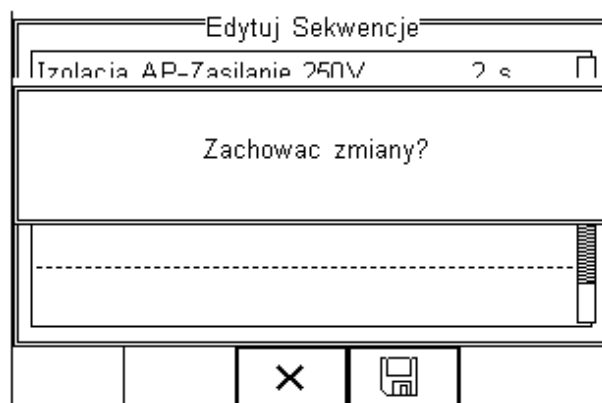 Edytuj Sekwencje
Izolacja AP-Zasilanie 250V 2 s
Zachowac zmiany?